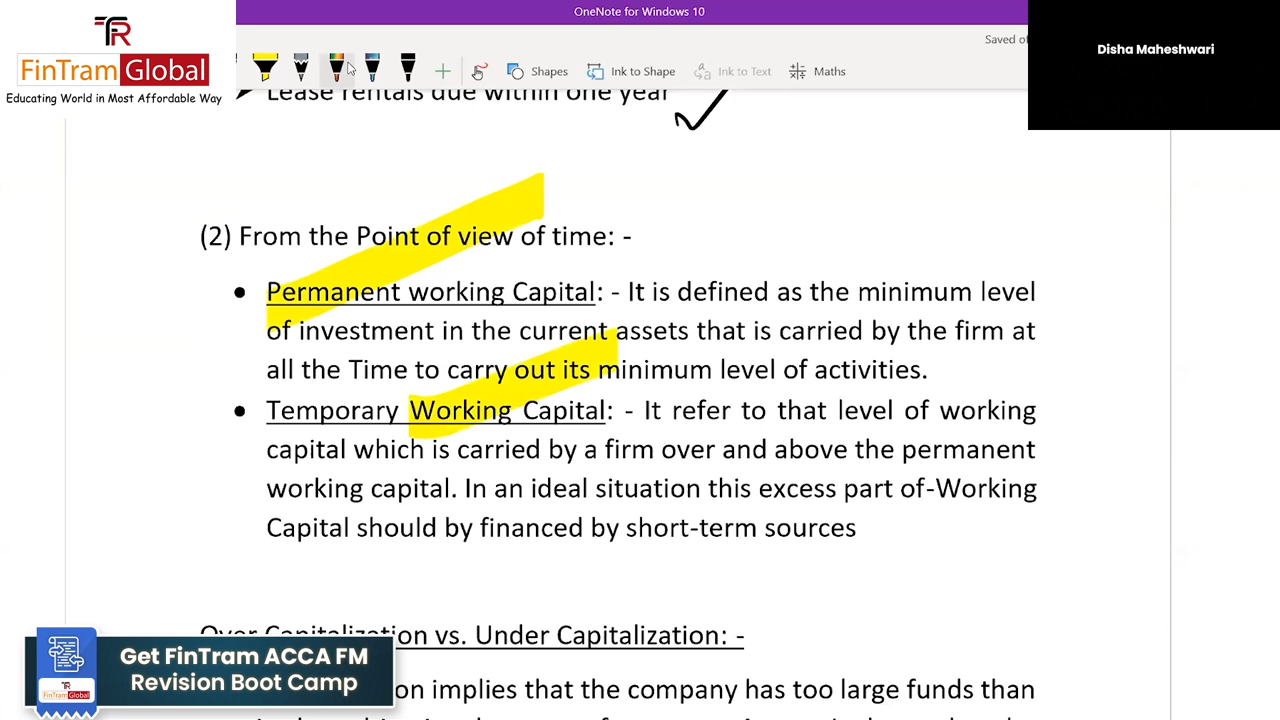 OneNote for Windows 10
TR
FinTram Global
Educating World in Most Affordable Way
Shapes
Ink to Shape
Ink to Text
Maths
Saved of
Disha Maheshwari
Lease rentals due within one year
(2) From the Point of view of time: -
• Permanent working Capital: - It is defined as the minimum level
of investment in the current assets that is carried by the firm at
all the Time to carry out its minimum level of activities.
• Temporary Working Capital: - It refer to that level of working
capital which is carried by a firm over and above the permanent
working capital. In an ideal situation this excess part of-Working
Capital should by financed by short-term sources
Over Capitalization vs. Under Capitalization: -
on implies that the company has too large funds than
Get FinTram ACCA FM
Revision Boot Camp
FinTram Global